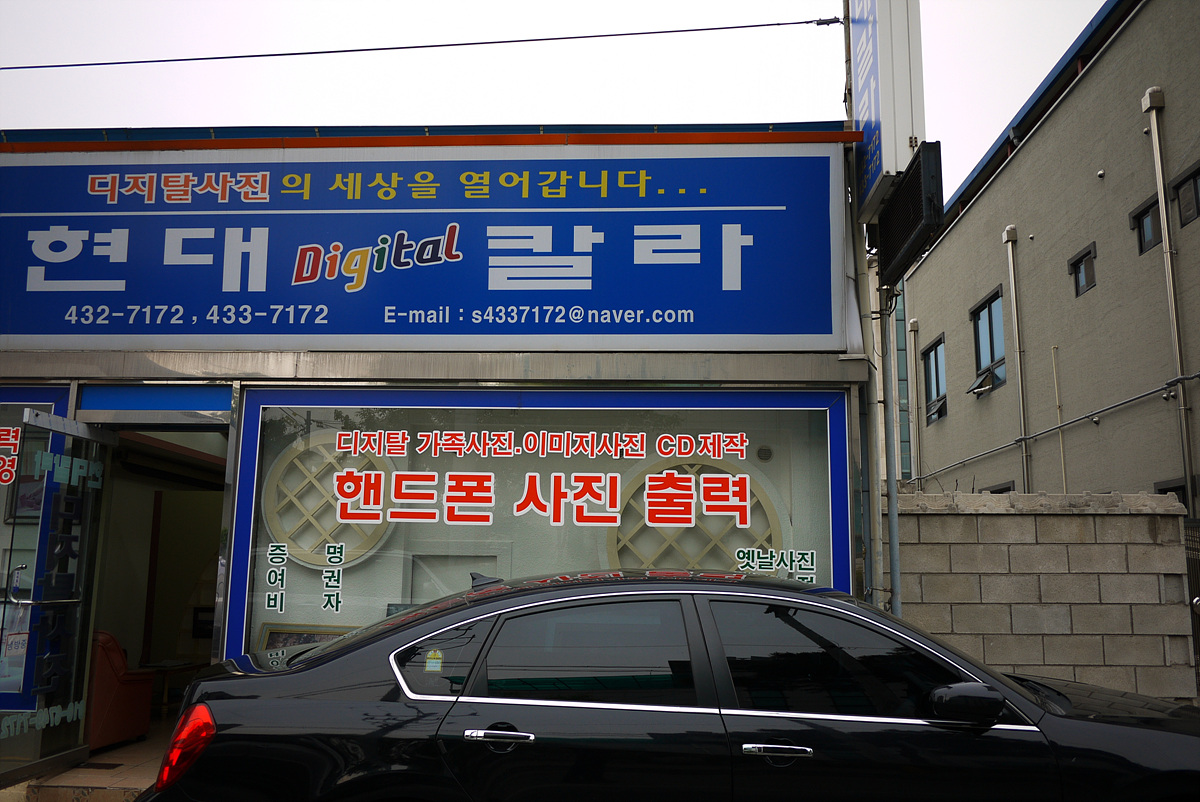 디지탈사진의 세상을 열어갑니다...
현대 Digital 칼라
432-7172, 433-7172 E-mail : s4337172@naver.com
디지탈 가족사진.이미지사진 CD제작
핸드폰 사진 출력
증 명
여 권
비 자
옛날사진
력
영